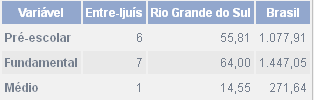 Variável Entre-Ijuís Rio Grande do Sul Brasil
Pré-escolar 6 55,81 1.077,91
Fundamental 7 64,00 1.447,05
Médio 1 14,55 271,64